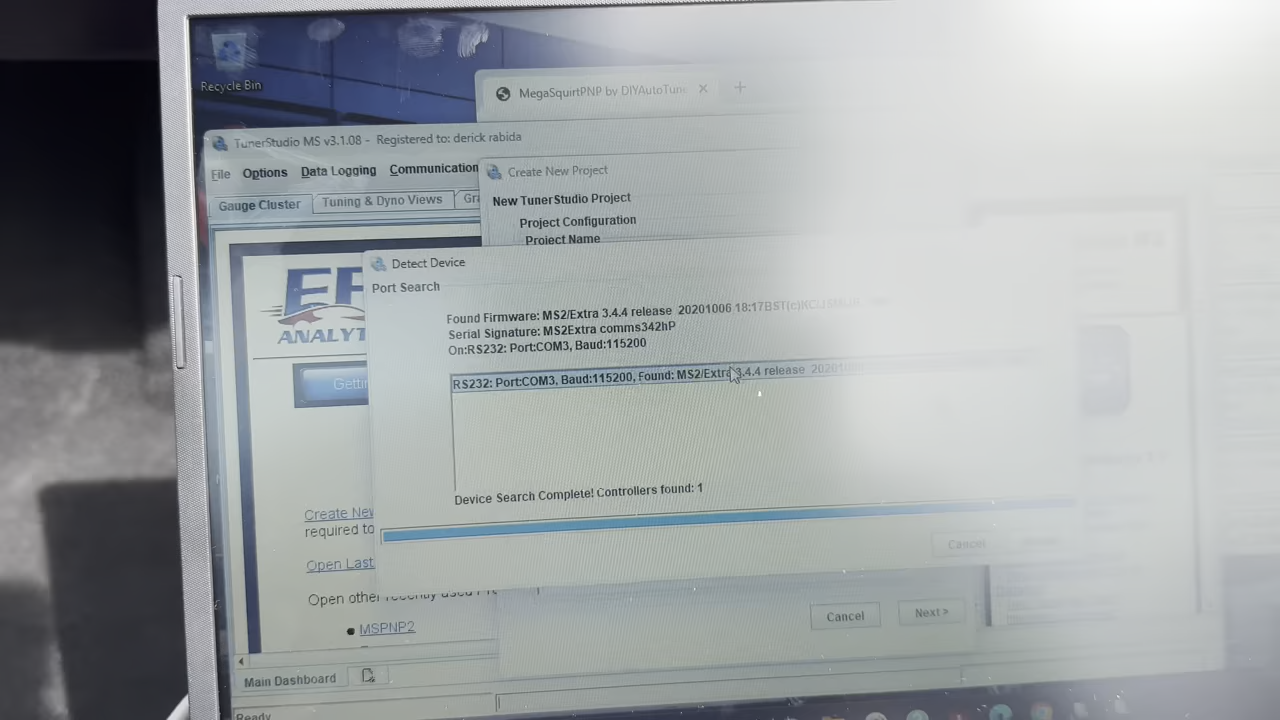 Recycle Bin
MegaSquirtPNP by DIYAutoTune
TunerStudio MS v3.1.08 - Registered to: derick rabida
File Options Data Logging Communication
Create New Project
Gauge Cluster Tuning & Dyno Views
New TunerStudio Project
Project Configuration
Project Name
Detect Device
Port Search
Found Firmware: MS2/Extra 3.4.4 release 20201006 18:17BST(c)
Serial Signature: MS2Extra comms342hP
On:RS232: Port:COM3, Baud:115200
ANALYT
RS232: Port:COM3, Baud:115200, Found: MS2/Extra 3.4.4 release 20201
Getti
Device Search Complete! Controllers found: 1
Create New
required to
Cancel
Open Last
Open other recently used
Cancel Next >
MSPNP2
Main Dashboard
Ready